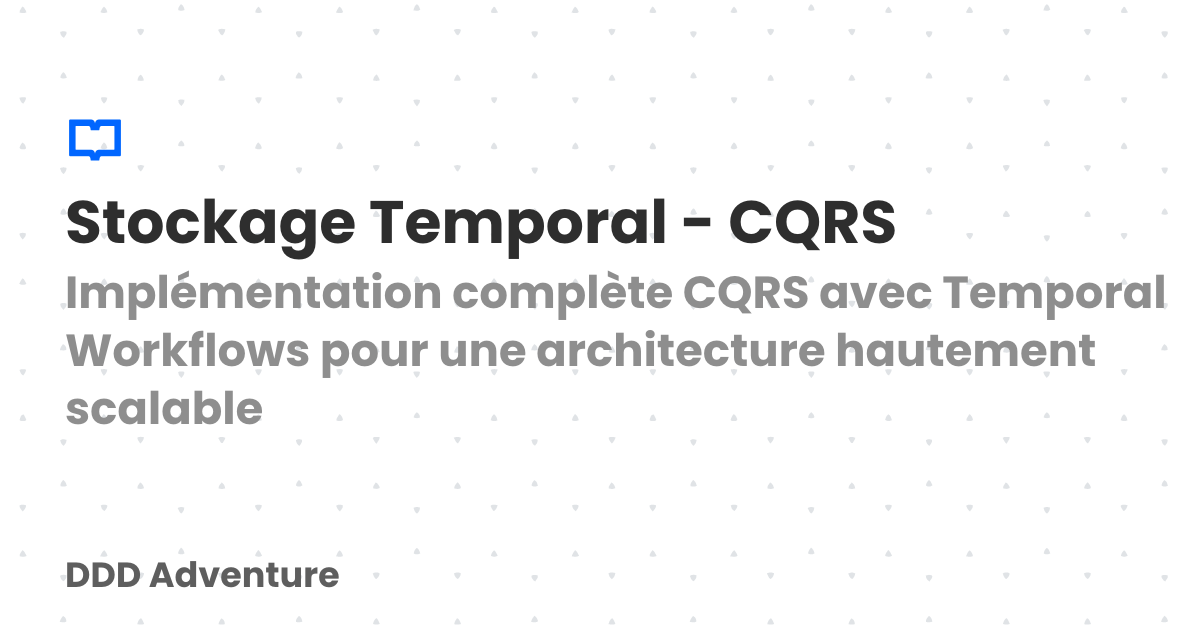 Stockage Temporal - CQRS
Implémentation complète CQRS avec Temporal
Workflows pour une architecture hautement
scalable
DDD Adventure